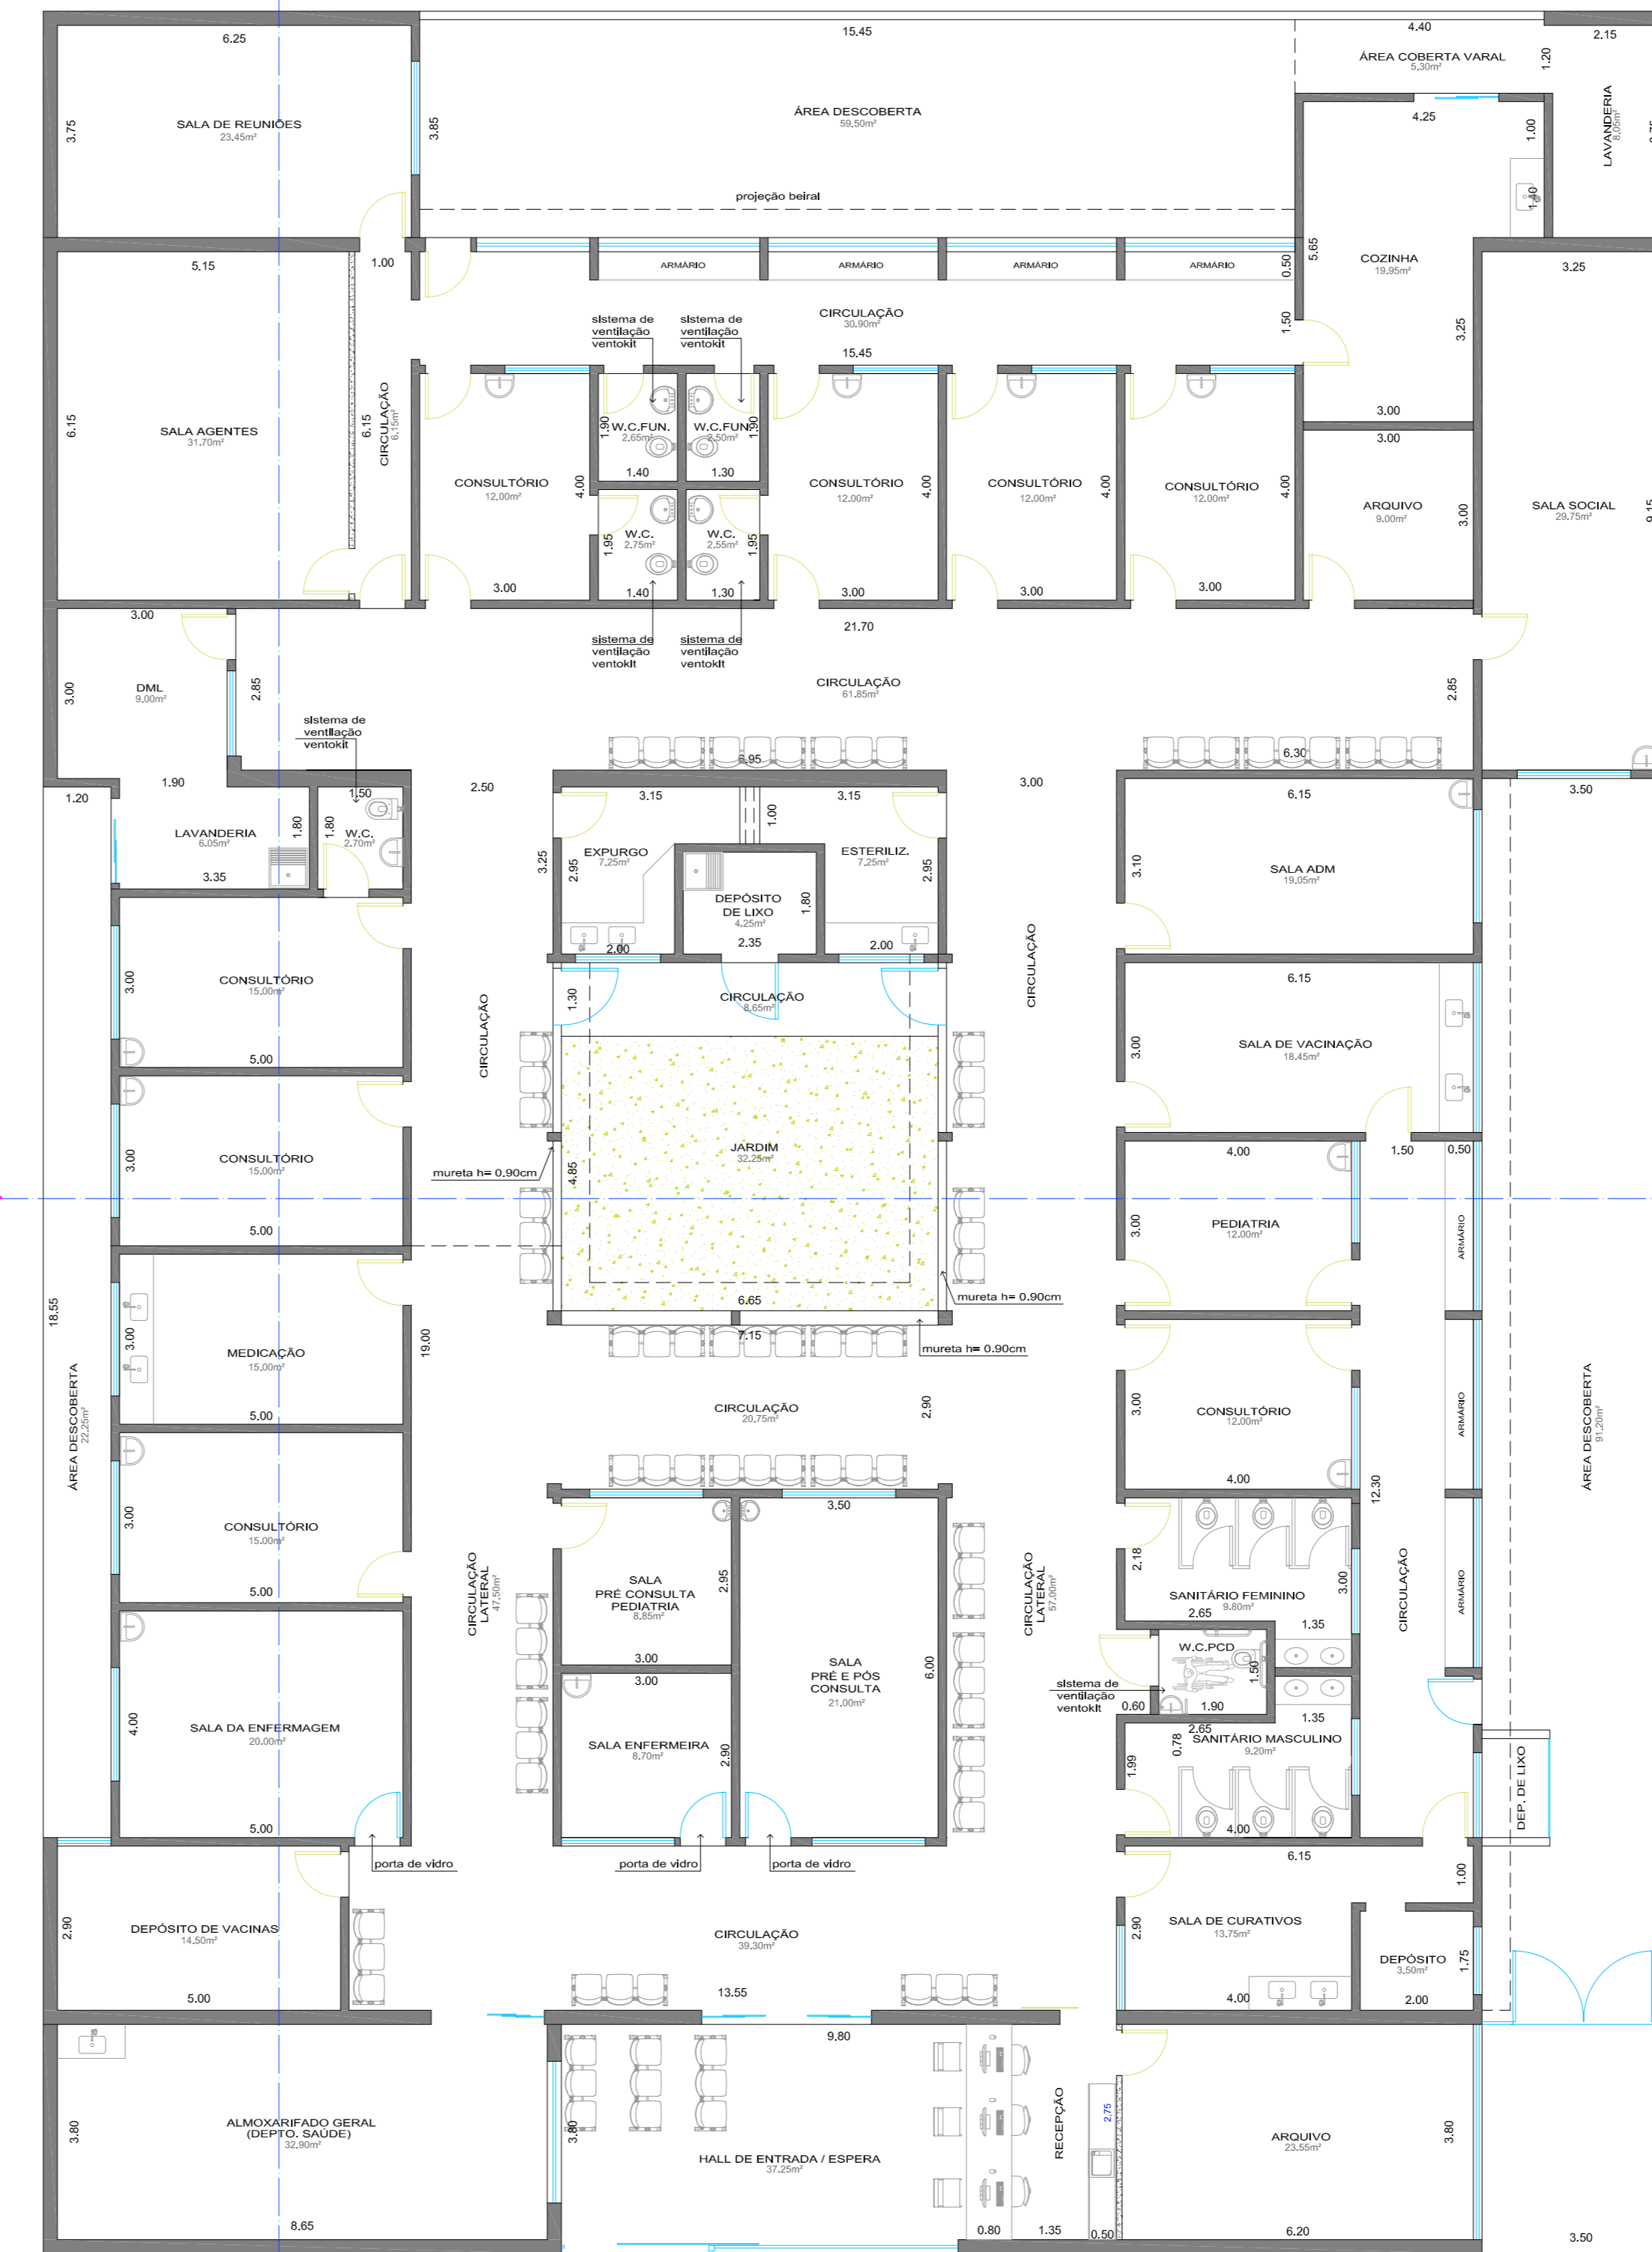 6.25
15.45
4.40
2.15
ÁREA COBERTA VARAL
5.30m²
1.20
SALA DE REUNIÕES
23.45m²
3.75
3.85
ÁREA DESCOBERTA
59.50m²
4.25
1.00
LAVANDERIA
8.05m²
1.40
projeção beiral
5.15
1.00
ARMÁRIO
ARMÁRIO
ARMÁRIO
ARMÁRIO
0.50
5.65
COZINHA
19.95m²
3.25
3.25
sistema de
ventilação
ventokit
sistema de
ventilação
ventokit
CIRCULAÇÃO
30.90m²
15.45
1.50
6.15
SALA AGENTES
31.70m²
6.15
CIRCULAÇÃO
6.15m²
3.00
3.00
W.C.FUN.
2.65m²
1.90
1.40
W.C.FUN.
2.50m²
1.90
1.30
CONSULTÓRIO
12.00m²
4.00
3.00
W.C.
2.75m²
1.95
1.40
W.C.
2.55m²
1.95
1.30
CONSULTÓRIO
12.00m²
4.00
3.00
CONSULTÓRIO
12.00m²
4.00
3.00
CONSULTÓRIO
12.00m²
4.00
3.00
ARQUIVO
9.00m²
3.00
SALA SOCIAL
29.75m²
9.15
3.00
21.70
sistema de
ventilação
ventokit
sistema de
ventilação
ventokit
DML
9.00m²
3.00
2.85
CIRCULAÇÃO
61.85m²
2.85
sistema de
ventilação
ventokit
6.95
6.30
1.20
1.90
1.50
2.50
3.15
1.00
3.15
3.00
6.15
3.50
LAVANDERIA
6.05m²
1.80
3.35
1.80
W.C.
2.70m²
3.25
2.95
EXPURGO
7.25m²
2.00
DEPÓSITO
DE LIXO
4.25m²
1.80
2.35
ESTERILIZ.
7.25m²
2.95
2.00
3.10
SALA ADM
19.05m²
CONSULTÓRIO
15.00m²
3.00
5.00
CIRCULAÇÃO
1.30
CIRCULAÇÃO
8.65m²
CIRCULAÇÃO
6.15
3.00
SALA DE VACINAÇÃO
18.45m²
CONSULTÓRIO
15.00m²
3.00
5.00
mureta h= 0.90cm
JARDIM
32.25m²
4.85
6.65
7.15
mureta h= 0.90cm
mureta h= 0.90cm
4.00
1.50
0.50
3.00
PEDIATRIA
12.00m²
ARMÁRIO
18.55
ÁREA DESCOBERTA
22.25m²
3.00
MEDICAÇÃO
15.00m²
5.00
19.00
CIRCULAÇÃO
20.75m²
2.90
3.00
CONSULTÓRIO
12.00m²
4.00
ARMÁRIO
12.30
ÁREA DESCOBERTA
91.20m²
3.00
CONSULTÓRIO
15.00m²
5.00
CIRCULAÇÃO
LATERAL
47.50m²
SALA
PRÉ CONSULTA
PEDIATRIA
8.85m²
2.95
3.00
3.50
SALA
PRÉ E PÓS
CONSULTA
21.00m²
6.00
CIRCULAÇÃO
LATERAL
57.00m²
2.18
SANITÁRIO FEMININO
9.80m²
3.00
2.65
1.35
CIRCULAÇÃO
ARMÁRIO
W.C.PCD
1.50
sistema de
ventilação
ventokit
0.60
1.90
1.35
4.00
SALA DA ENFERMAGEM
20.00m²
5.00
3.00
SALA ENFERMEIRA
8.70m²
2.90
2.65
0.78
SANITÁRIO MASCULINO
9.20m²
1.99
4.00
DEP. DE LIXO
porta de vidro
porta de vidro
porta de vidro
6.15
1.00
2.90
DEPÓSITO DE VACINAS
14.50m²
5.00
CIRCULAÇÃO
39.30m²
13.55
2.90
SALA DE CURATIVOS
13.75m²
4.00
DEPÓSITO
3.50m²
1.75
2.00
9.80
3.80
ALMOXARIFADO GERAL
(DEPTO. SAÚDE)
32.90m²
8.65
3.80
HALL DE ENTRADA / ESPERA
37.25m²
RECEPÇÃO
2,75
0.80
1.35
0.50
ARQUIVO
23.55m²
3.80
6.20
3.50